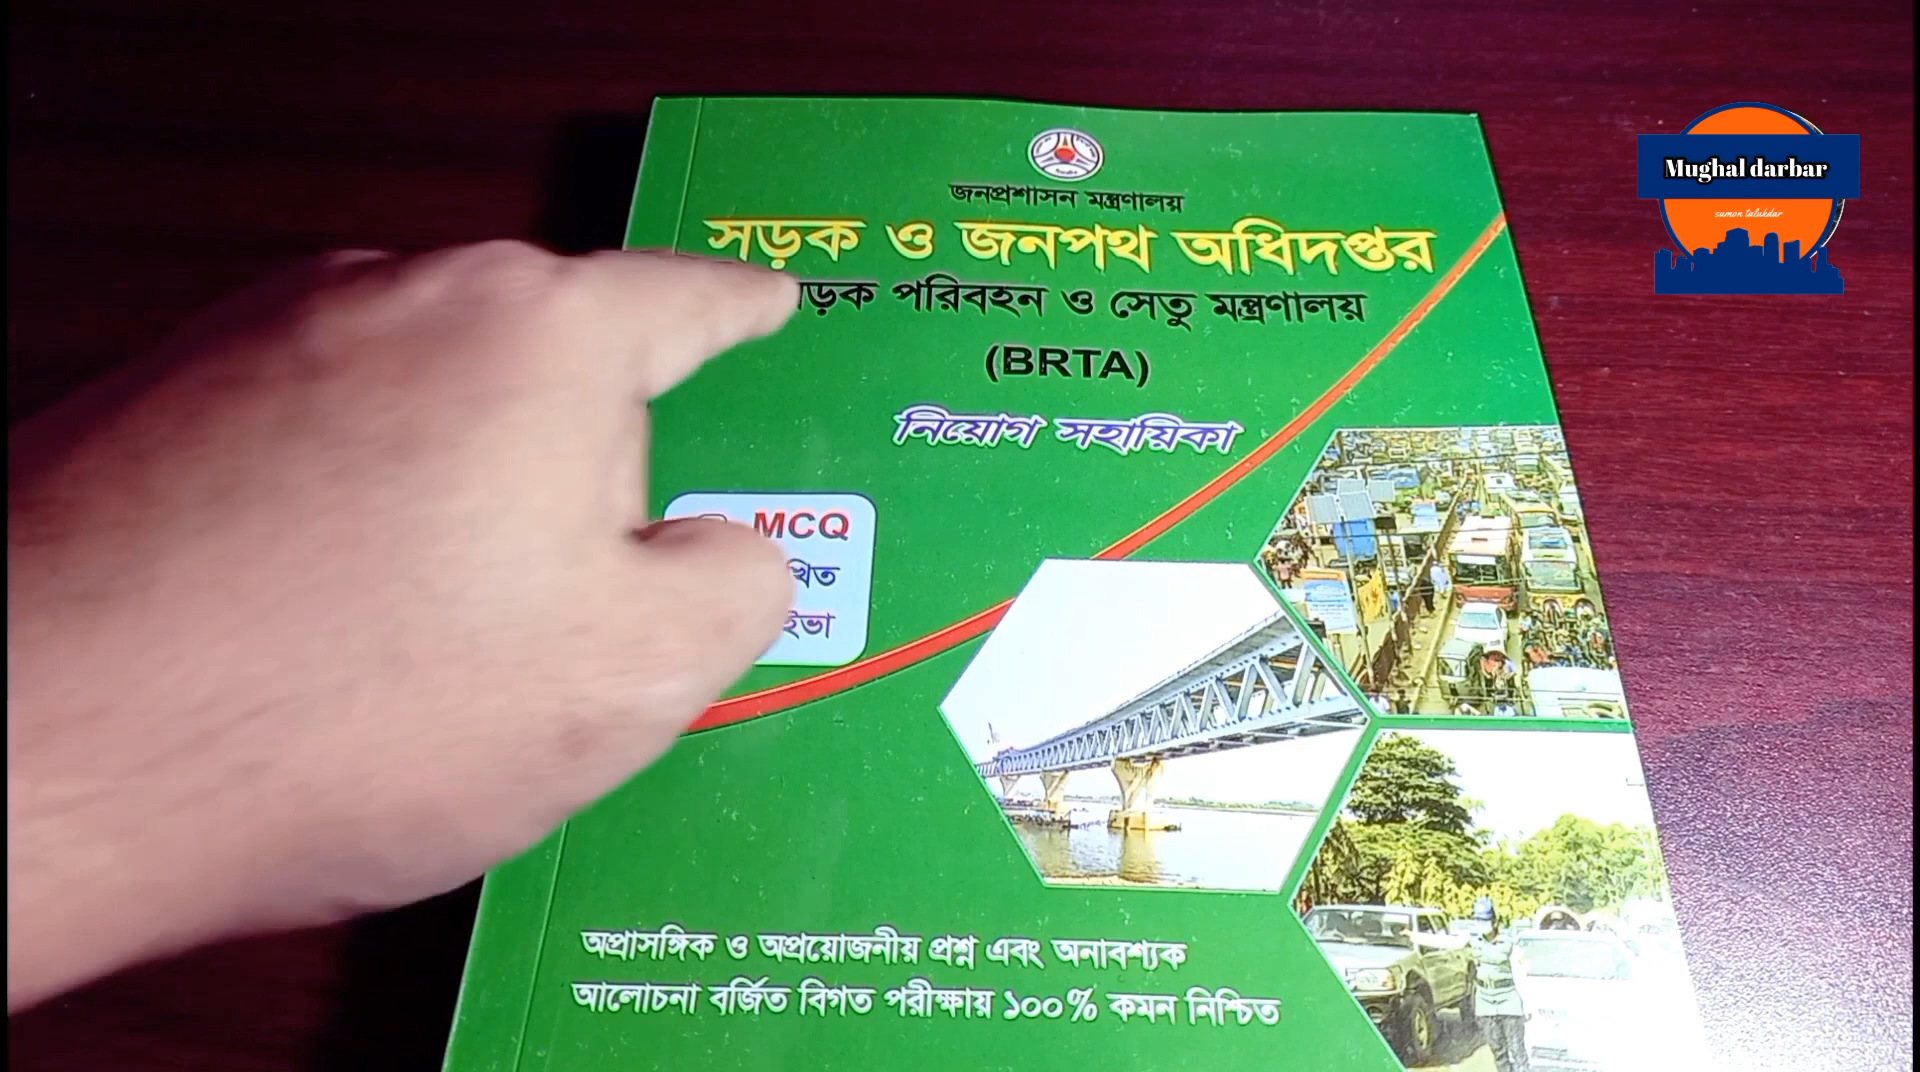 জনপ্রশাসন মন্ত্রণালয়
সড়ক ও জনপথ অধিদপ্তর
পরিবহন ও সেতু মন্ত্রণালয়
(BRTA)
নিয়োগ সহায়িকা
MCQ
অপ্রাসঙ্গিক ও অপ্রয়োজনীয় প্রশ্ন এবং অনাবশ্যক
আলোচনা বর্জিত বিগত পরীক্ষায় ১০০% কমন নিশ্চিত
Mughal darbar
sumon talukdar